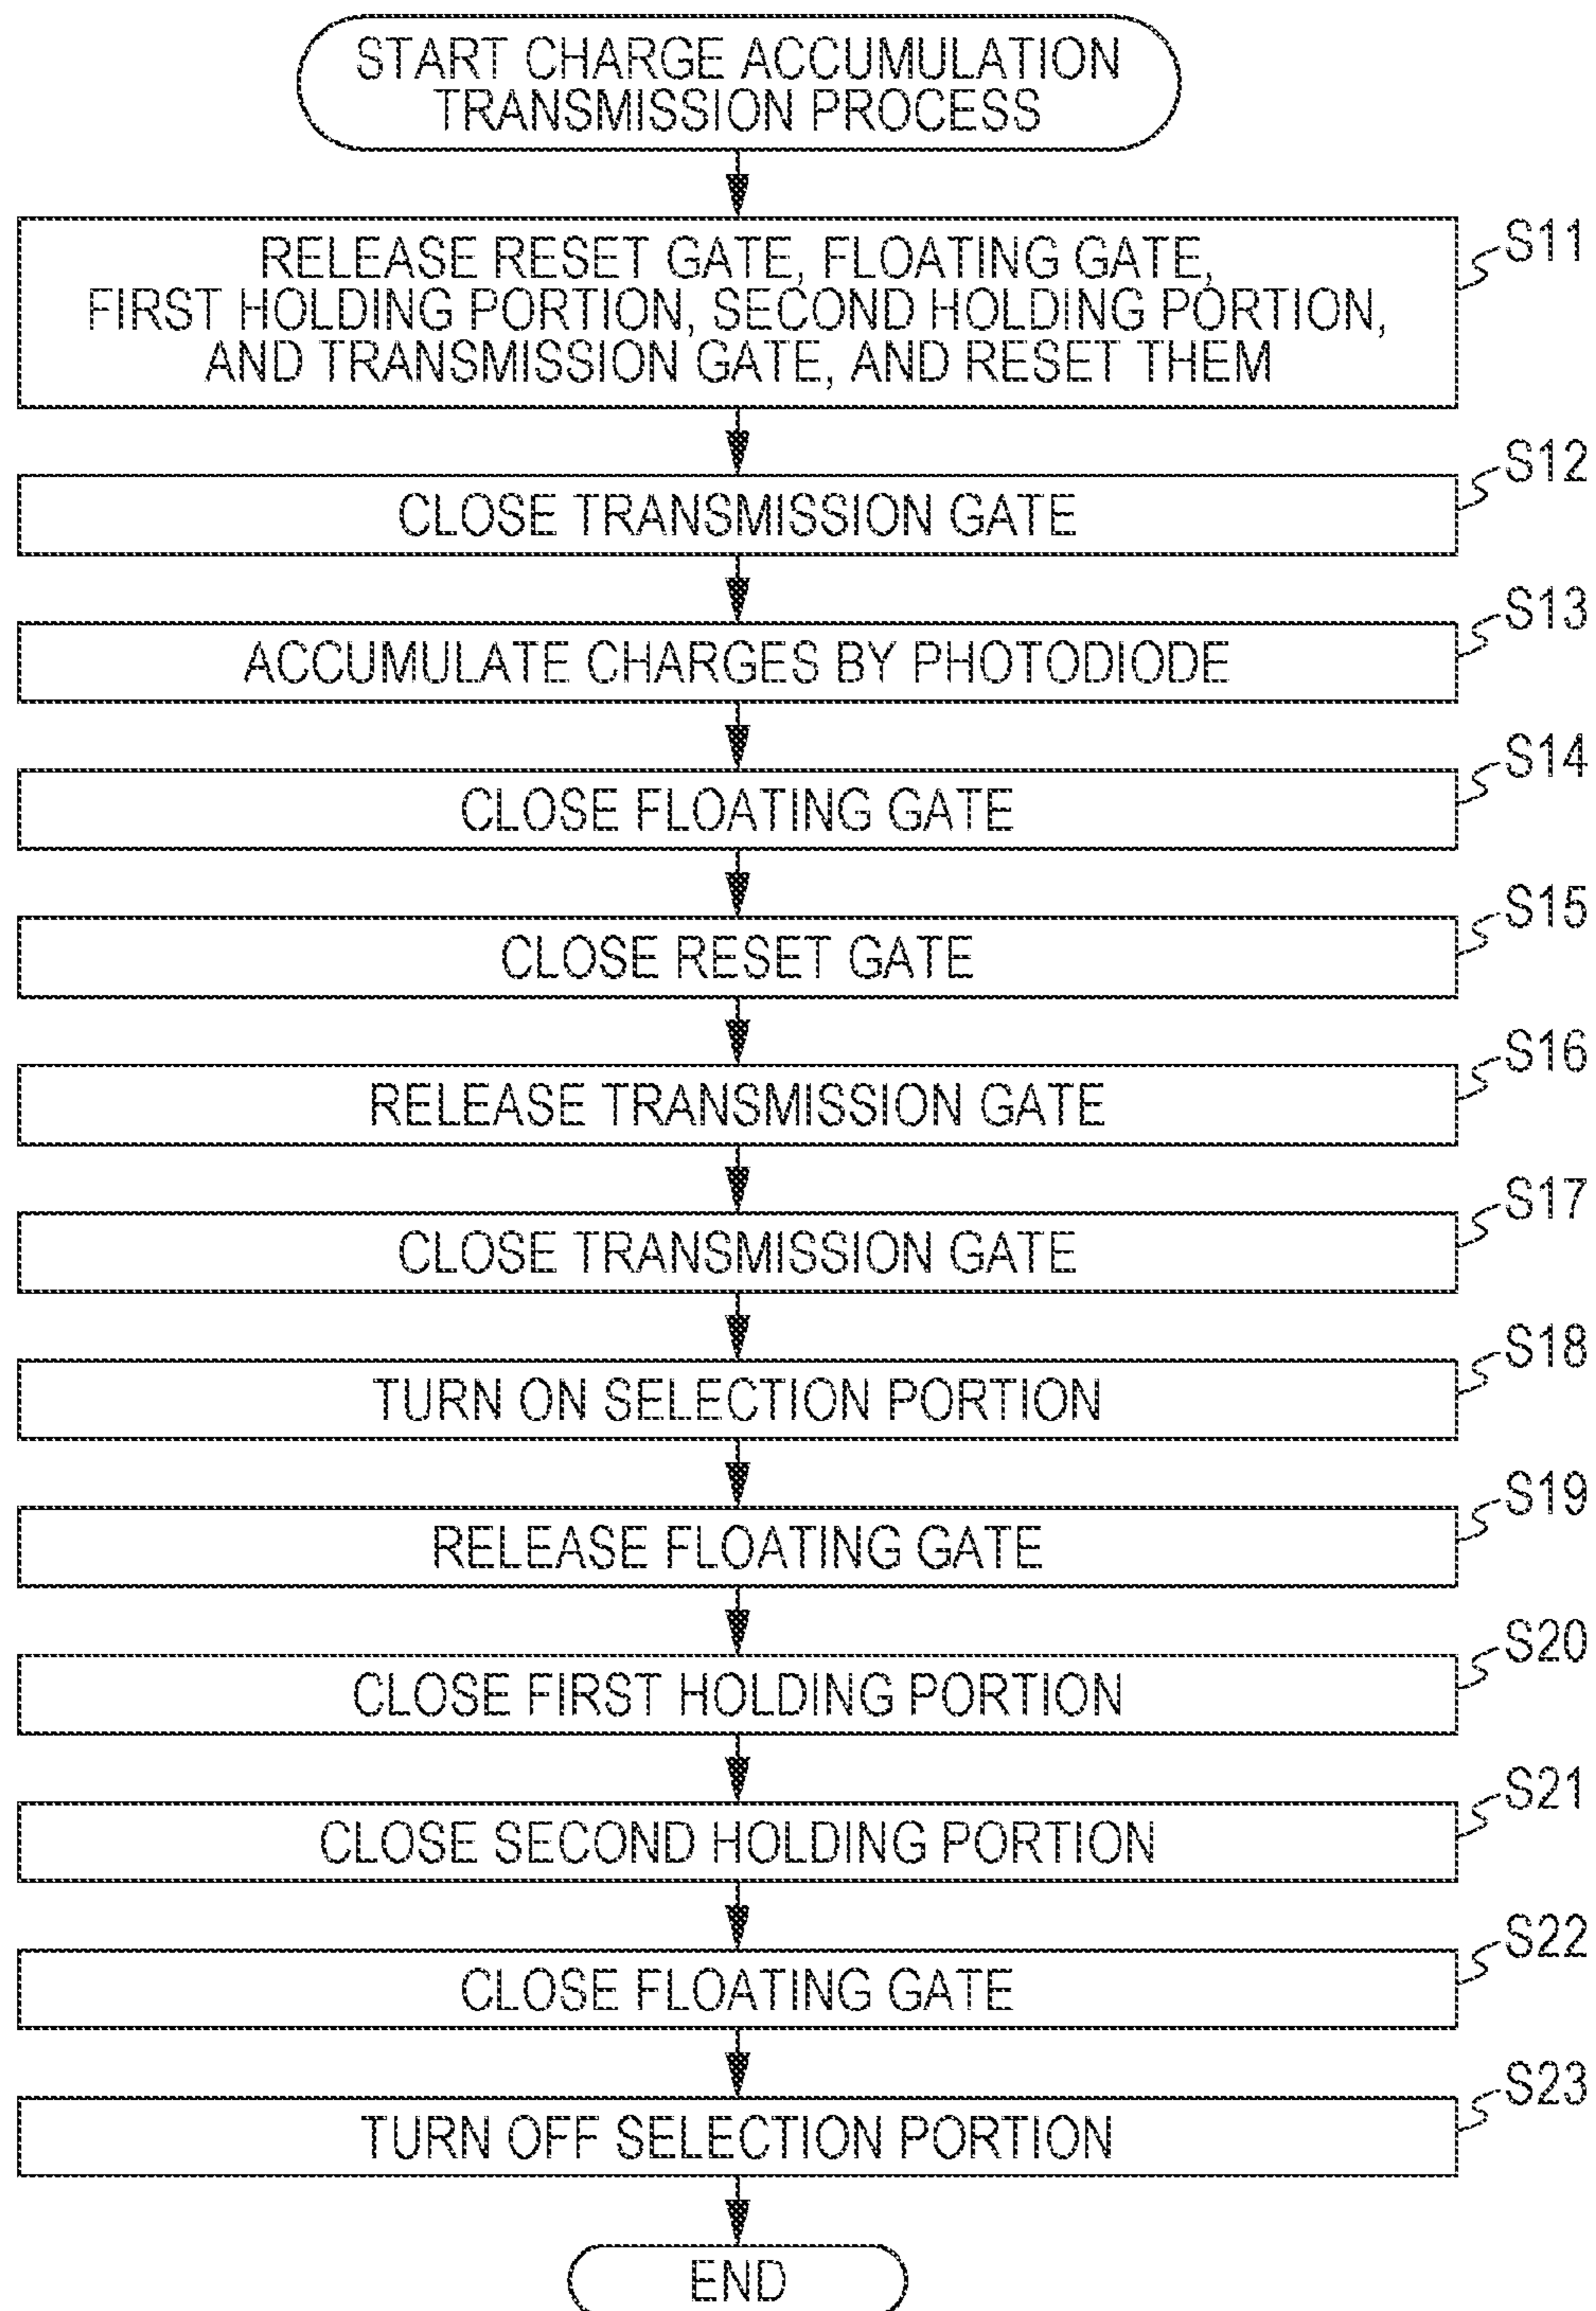 START CHARGE ACCUMULATION
TRANSMISSION PROCESS
RELEASE RESET GATE, FLOATING GATE,
FIRST HOLDING PORTION, SECOND HOLDING PORTION,
AND TRANSMISSION GATE, AND RESET THEM
S11
CLOSE TRANSMISSION GATE
S12
ACCUMULATE CHARGES BY PHOTODIODE
S13
CLOSE FLOATING GATE
S14
CLOSE RESET GATE
S15
RELEASE TRANSMISSION GATE
S16
CLOSE TRANSMISSION GATE
S17
TURN ON SELECTION PORTION
S18
RELEASE FLOATING GATE
S19
CLOSE FIRST HOLDING PORTION
S20
CLOSE SECOND HOLDING PORTION
S21
CLOSE FLOATING GATE
S22
TURN OFF SELECTION PORTION
S23
END